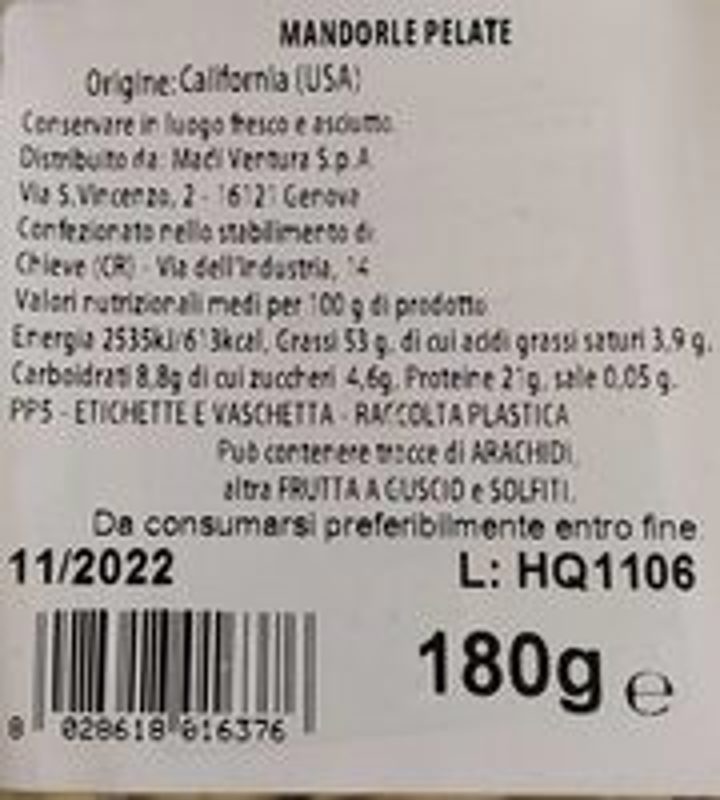 MANDORLE PELATE
Origine: California (USA)
Conservare in luogo fresco e asciutto.
Distribuito da: Madi Ventura S.p.A.
Via S.Vincenzo, 2 - 16121 Genova
Confezionato nello stabilimento di
Chieve (CR) - Via dell'Industria, 14
Valori nutrizionali medi per 100 g di prodotto
Energia 2535kJ/613kcal, Grassi 53 g, di cui acidi grassi saturi 3,9 g,
Carboidrati 8,8g di cui zuccheri 4,6g, Proteine 21g, sale 0,05 g.
PP5 - ETICHETTE E VASCHETTA - RACCOLTA PLASTICA
Può contenere tracce di ARACHIDI,
altra FRUTTA A GUSCIO e SOLFITI.
Da consumarsi preferibilmente entro fine
11/2022 L: HQ1106
180g e
8 028618 016376